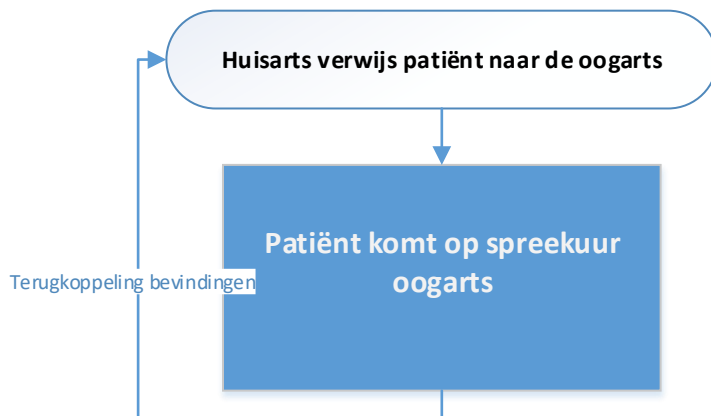 Huisarts verwijs patiënt naar de oogarts
Patiënt komt op spreekuur
oogarts
Terugkoppeling bevindingen